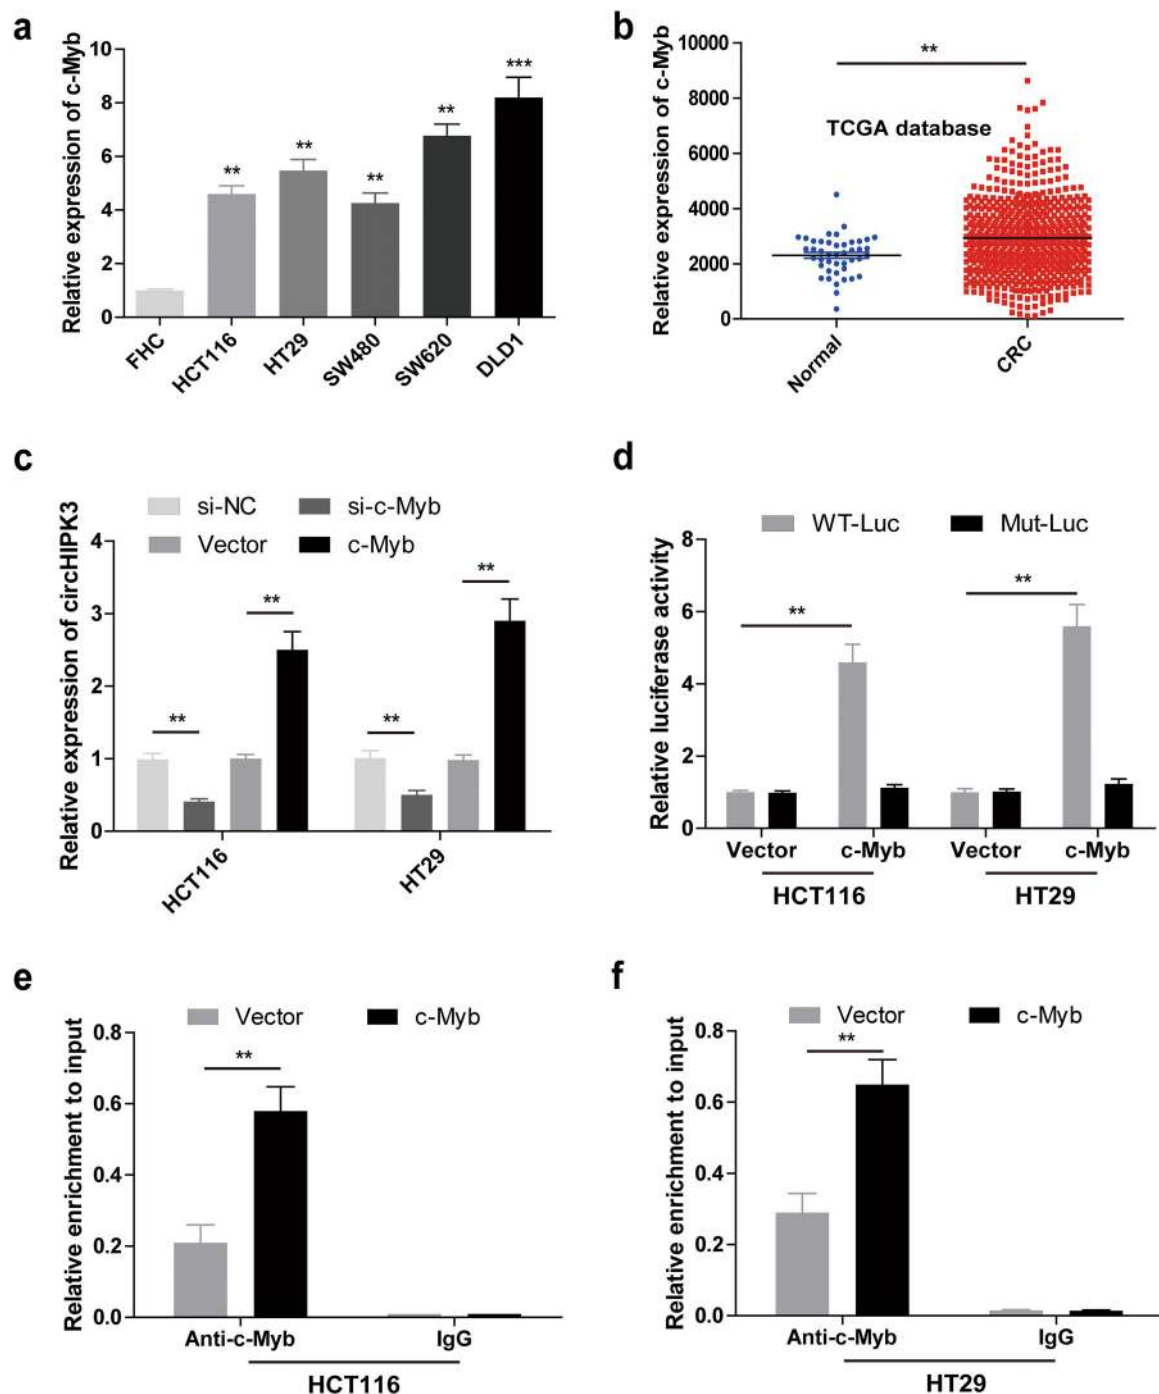 a
Relative expression of c-Myb
10
8
6
4
2
0
**
**
**
**
***
FHC
HCT116
HT29
SW480
SW620
DLD1
b
Relative expression of c-Myb
10000
8000
6000
4000
2000
0
**
TCGA database
Normal
CRC
c
si-NC
si-c-Myb
Vector
c-Myb
Relative expression of circHIPK3
4
3
2
1
0
**
**
**
**
HCT116
HT29
d
WT-Luc
Mut-Luc
Relative luciferase activity
8
6
4
2
0
**
**
Vector
c-Myb
Vector
c-Myb
HCT116
HT29
e
Vector
c-Myb
Relative enrichment to input
0.8
0.6
0.4
0.2
0.0
**
Anti-c-Myb
IgG
HCT116
f
Vector
c-Myb
Relative enrichment to input
0.8
0.6
0.4
0.2
0.0
**
Anti-c-Myb
IgG
HT29